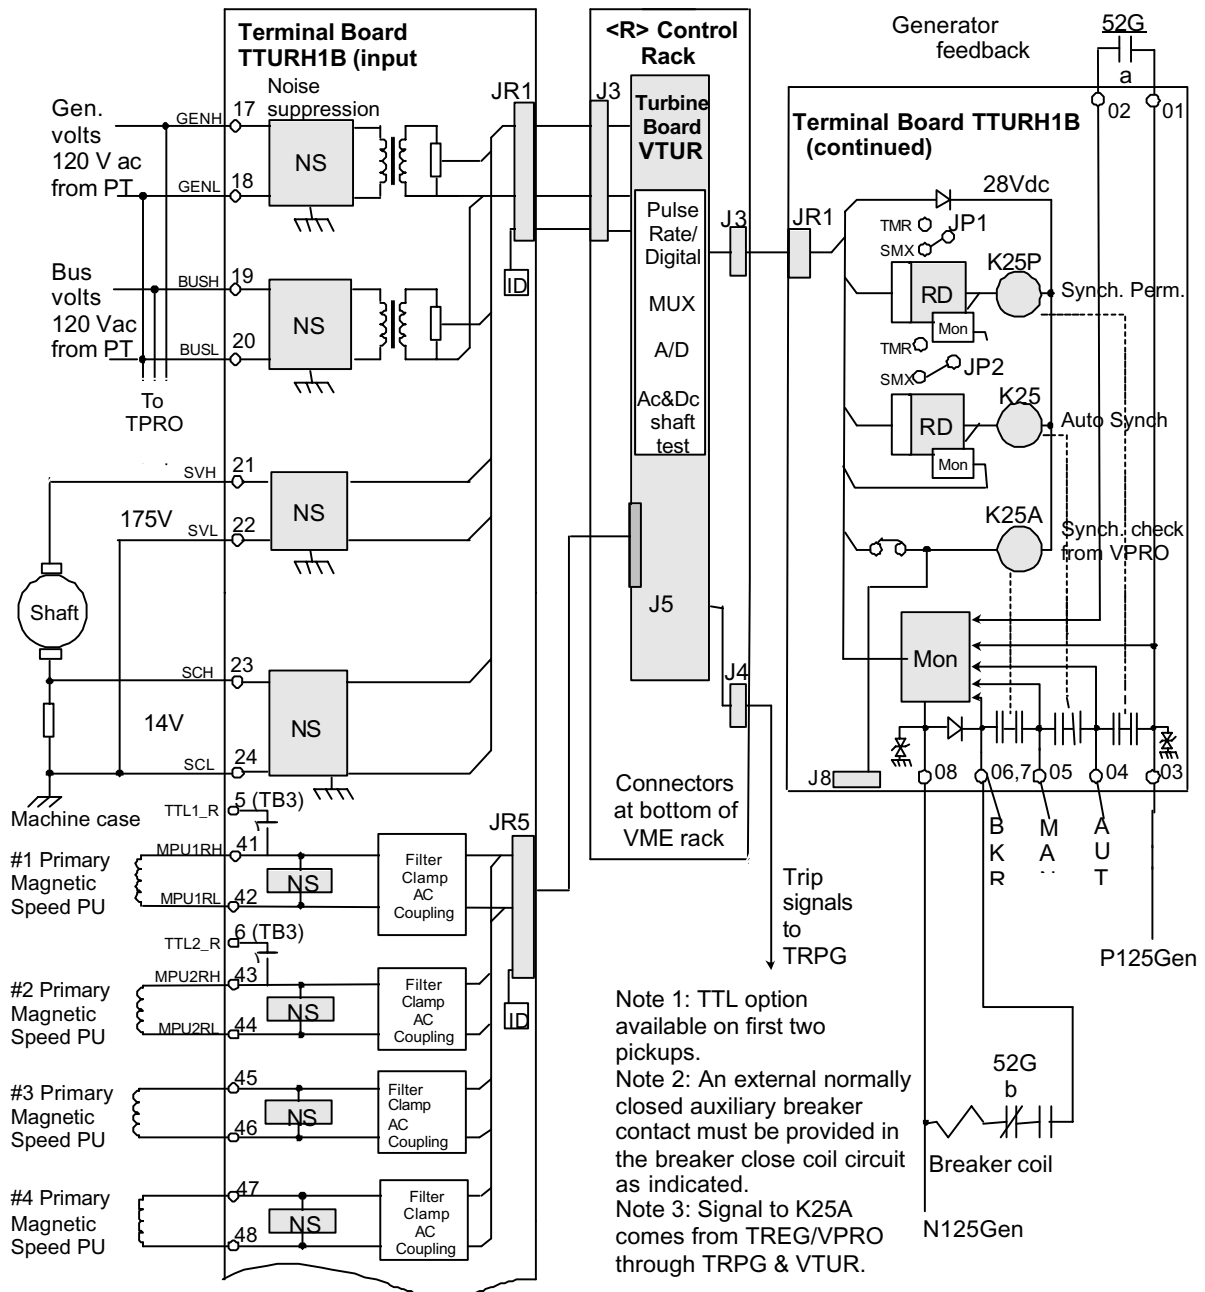 Terminal Board
TTURH1B (input
Noise
suppression
JR1
Gen.
volts
120 V ac
from PT
GENH
17
NS
GENL
18
Bus
volts
120 Vac
from PT
BUSH
19
NS
BUSL
20
ID
To
TPRO
SVH
21
NS
175V
SVL
22
Shaft
SCH
23
NS
14V
SCL
24
Machine case
TTL1_R
5 (TB3)
JR5
#1 Primary
Magnetic
Speed PU
MPU1RH
41
NS
MPU1RL
42
Filter
Clamp
AC
Coupling
TTL2_R
6 (TB3)
#2 Primary
Magnetic
Speed PU
MPU2RH
43
NS
MPU2RL
44
Filter
Clamp
AC
Coupling
ID
#3 Primary
Magnetic
Speed PU
45
NS
46
Filter
Clamp
AC
Coupling
#4 Primary
Magnetic
Speed PU
47
NS
48
Filter
Clamp
AC
Coupling
<R> Control
Rack
J3
Turbine
Board
VTUR
Pulse
Rate/
Digital
MUX
A/D
Ac&Dc
shaft
test
J3
J5
J4
Connectors
at bottom of
VME rack
Trip
signals
to
TRPG
Generator
feedback
52G
a
02
01
Terminal Board TTURH1B
(continued)
28Vdc
JR1
TMR
JP1
SMX
K25P
RD
Mon
Synch. Perm.
TMR
JP2
SMX
K25
RD
Mon
Auto Synch
K25A
Synch. check
from VPRO
Mon
J8
08
06,7
05
04
03
B
K
R
M
A
A
U
T
P125Gen
52G
b
Breaker coil
N125Gen
Note 1: TTL option
available on first two
pickups.
Note 2: An external normally
closed auxiliary breaker
contact must be provided in
the breaker close coil circuit
as indicated.
Note 3: Signal to K25A
comes from TREG/VPRO
through TRPG & VTUR.